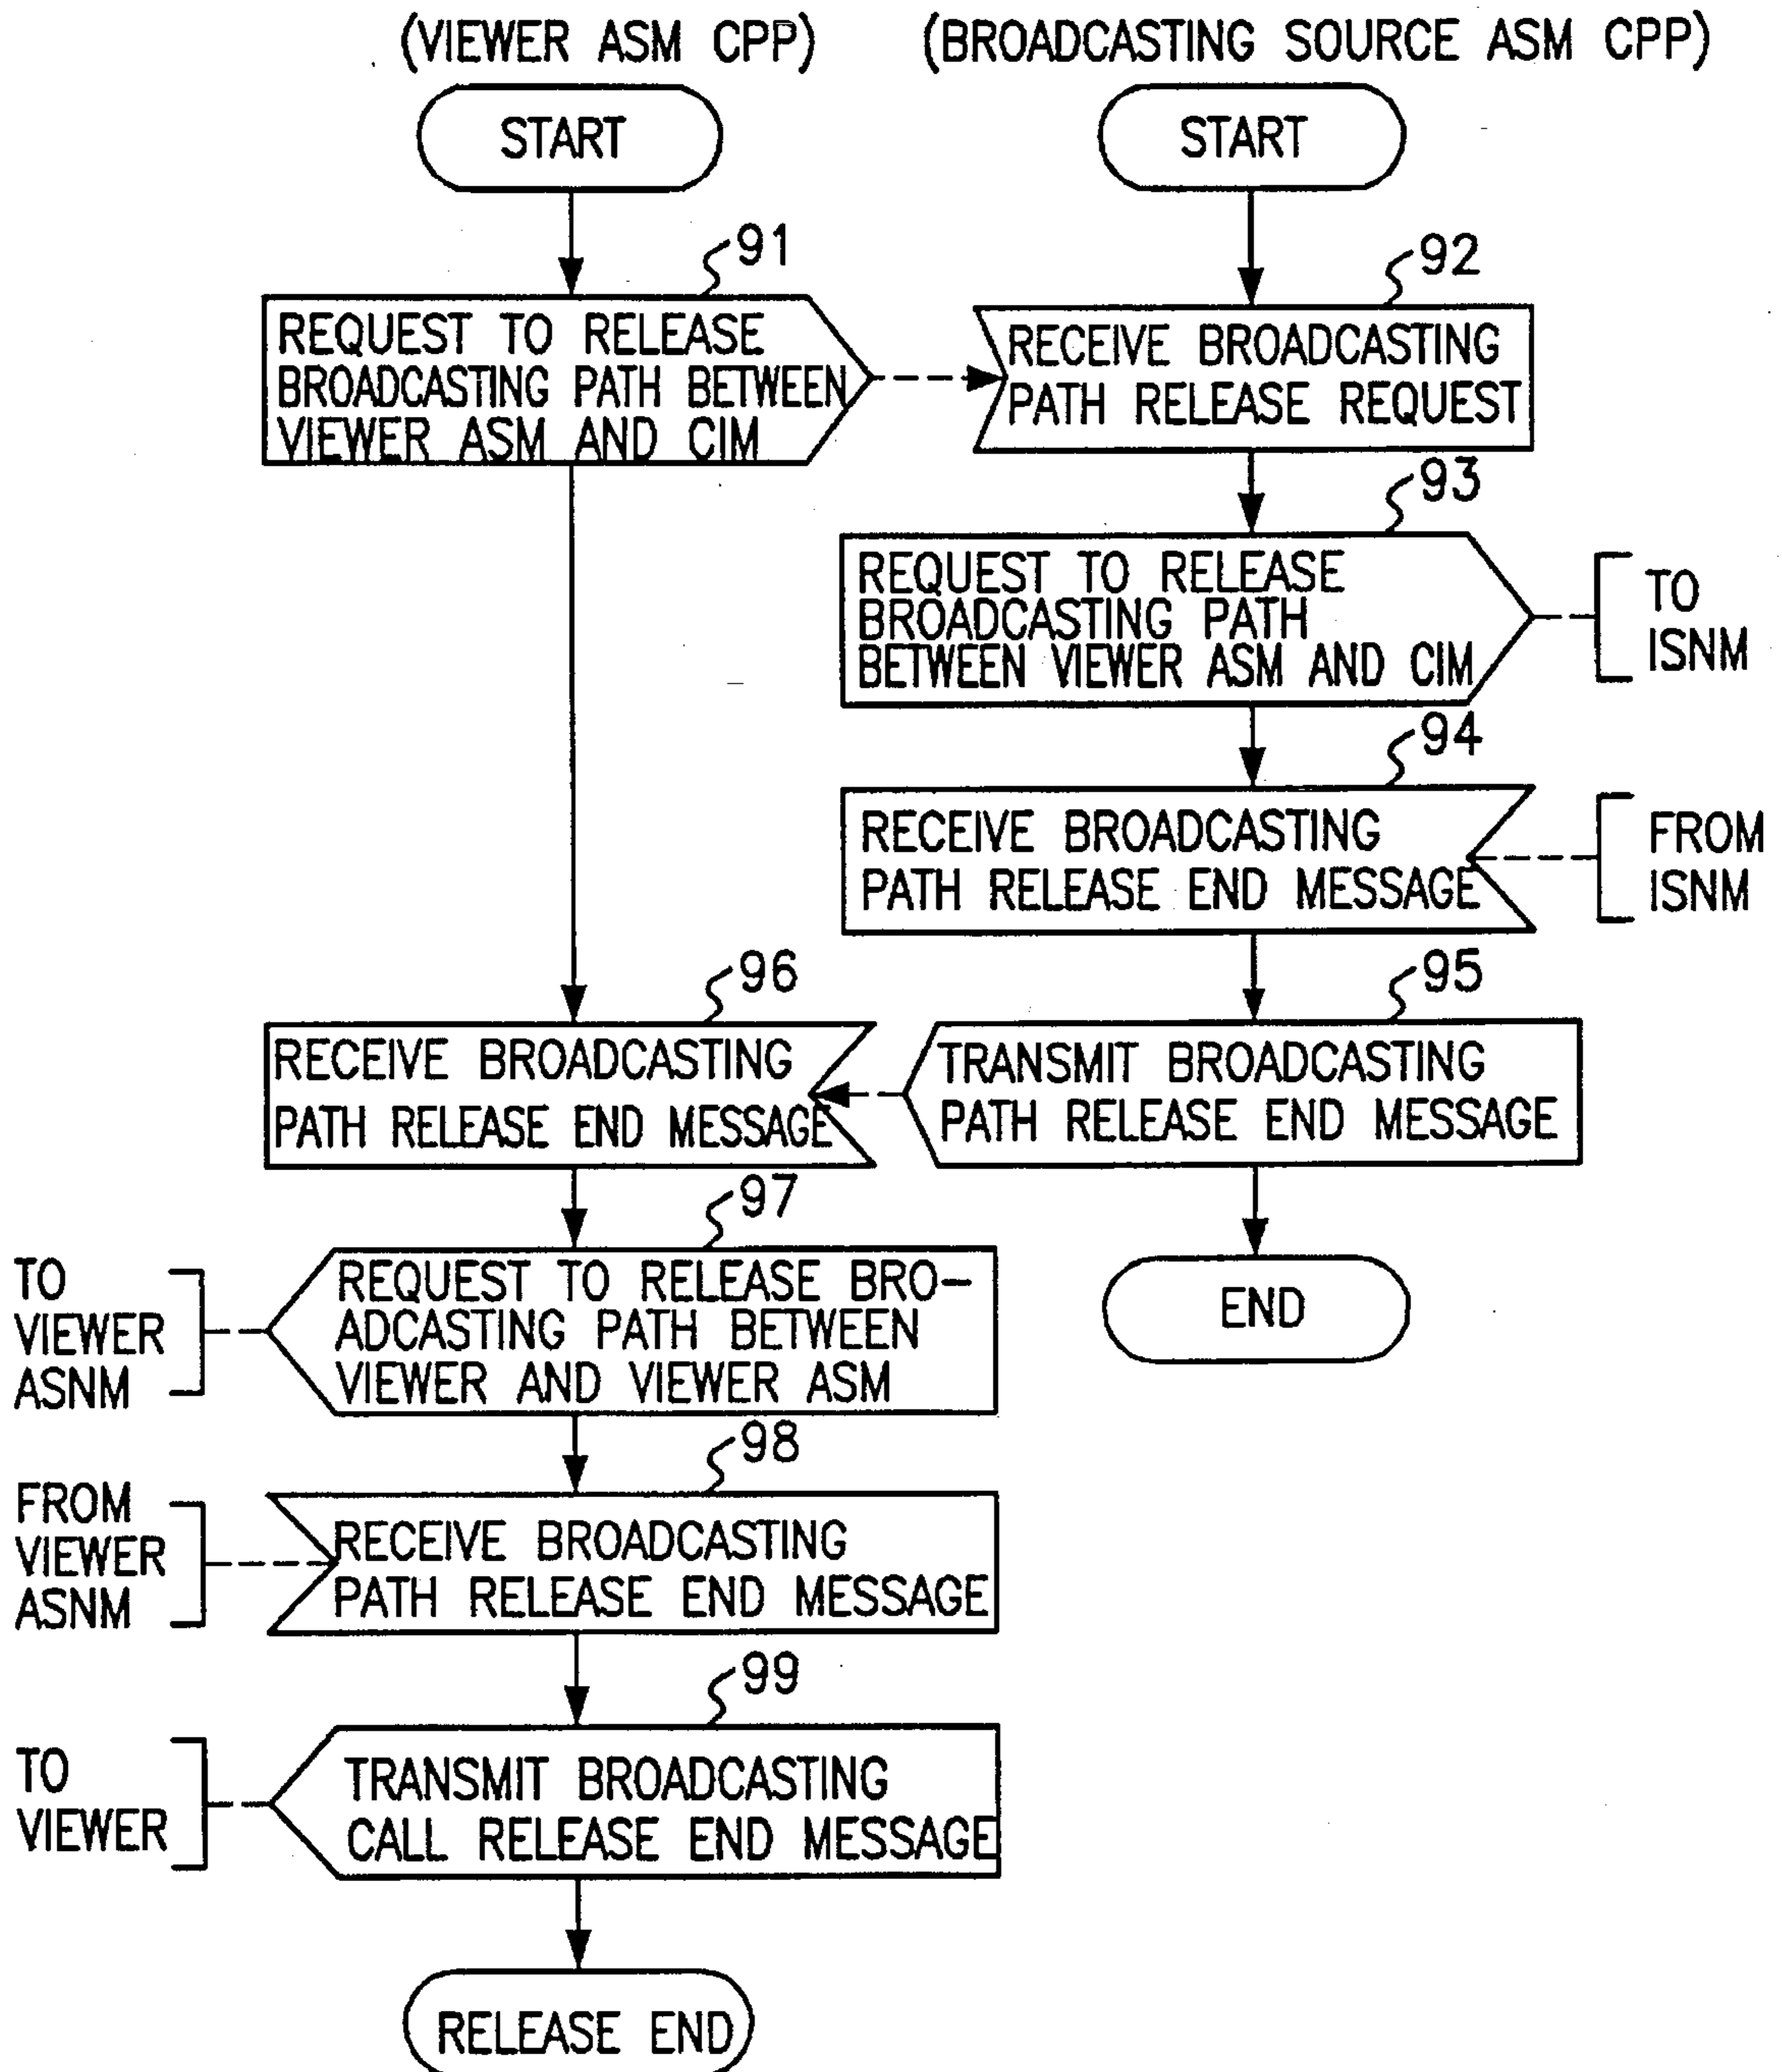 (VIEWER ASM CPP)
(BROADCASTING SOURCE ASM CPP)
START
START
91
92
REQUEST TO RELEASE
BROADCASTING PATH BETWEEN
VIEWER ASM AND CIM
RECEIVE BROADCASTING
PATH RELEASE REQUEST
93
REQUEST TO RELEASE
BROADCASTING PATH
BETWEEN VIEWER ASM AND CIM
TO
ISNM
94
RECEIVE BROADCASTING
PATH RELEASE END MESSAGE
FROM
ISNM
96
95
RECEIVE BROADCASTING
PATH RELEASE END MESSAGE
TRANSMIT BROADCASTING
PATH RELEASE END MESSAGE
97
TO
VIEWER
ASNM
REQUEST TO RELEASE BRO-
ADCASTING PATH BETWEEN
VIEWER AND VIEWER ASM
END
98
FROM
VIEWER
ASNM
RECEIVE BROADCASTING
PATH RELEASE END MESSAGE
99
TO
VIEWER
TRANSMIT BROADCASTING
CALL RELEASE END MESSAGE
RELEASE END